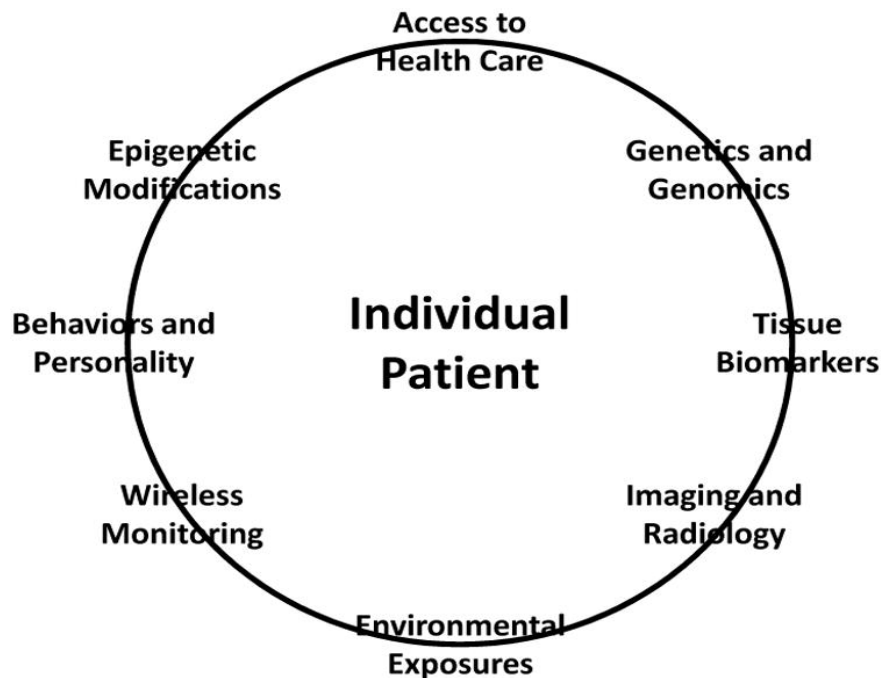 Access to
Health Care
Epigenetic
Modifications
Genetics and
Genomics
Behaviors and
Personality
Individual
Patient
Tissue
Biomarkers
Wireless
Monitoring
Imaging and
Radiology
Environmental
Exposures